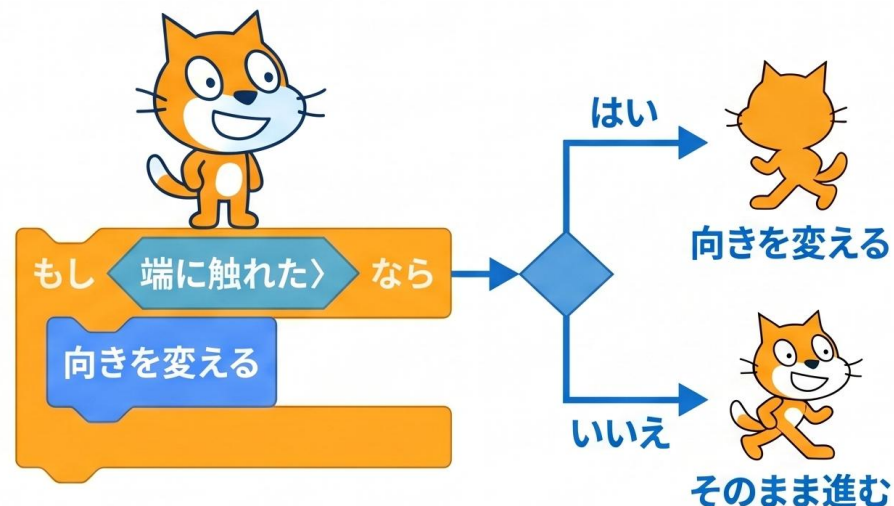 はい
もし 端に触れた〉 なら
向きを変える
向きを変える
いいえ
そのまま進む